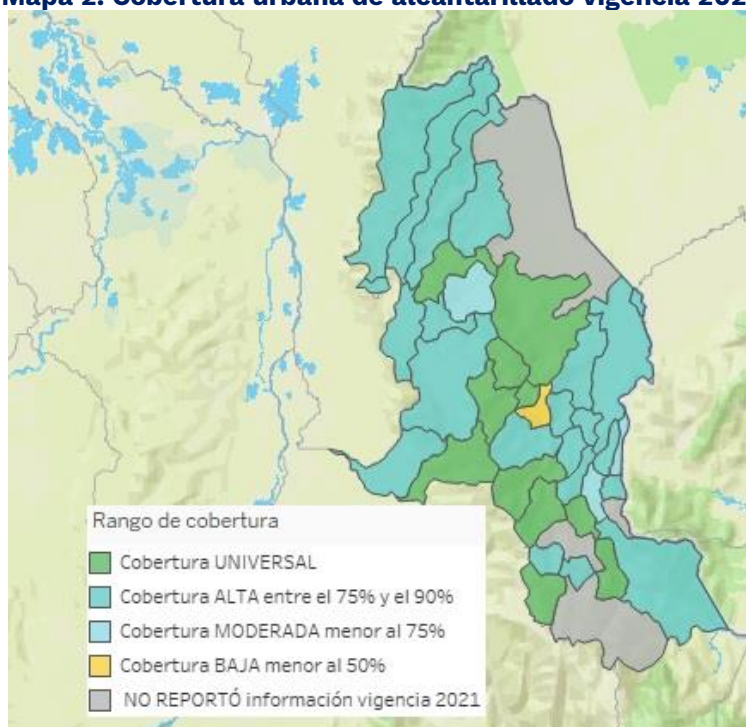 Mapa 2. Cobertura urbana de alcantarillado vigencia 202
Rango de cobertura
Cobertura UNIVERSAL
Cobertura ALTA entre el 75% y el 90%
Cobertura MODERADA menor al 75%
Cobertura BAJA menor al 50%
NO REPORTÓ información vigencia 2021